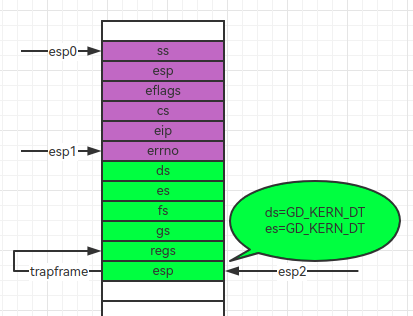 esp0
ss
esp
eflags
cs
eip
esp1
errno
ds
es
fs
gs
regs
trapframe
esp
esp2
ds=GD_KERN_DT
es=GD_KERN_DT